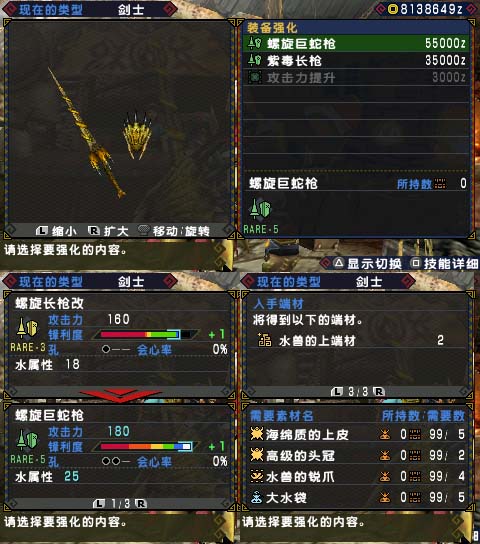 现在的类型 剑士
缩小 扩大 移动/旋转
请选择要强化的内容。
8138649z
装备强化
螺旋巨蛇枪 55000z
紫毒长枪 35000z
攻击力提升 3000z
螺旋巨蛇枪 所持数 0
RARE-5
显示切换 技能详细
现在的类型 剑士
螺旋长枪改
攻击力 160
锋利度 +1
RARE-3 孔 会心率 0%
水属性 18
螺旋巨蛇枪
攻击力 180
锋利度 +1
RARE-5 孔 会心率 0%
水属性 25
L 1/3 R
请选择要强化的内容。
现在的类型 剑士
入手端材
将得到以下的端材。
水兽的上端材 2
L 3/3 R
需要素材名 所持数/需要数
海绵质的上皮 0 99/ 5
高级的头冠 0 99/ 2
水兽的锐爪 0 99/ 4
大水袋 0 99/ 5
请选择要强化的内容。